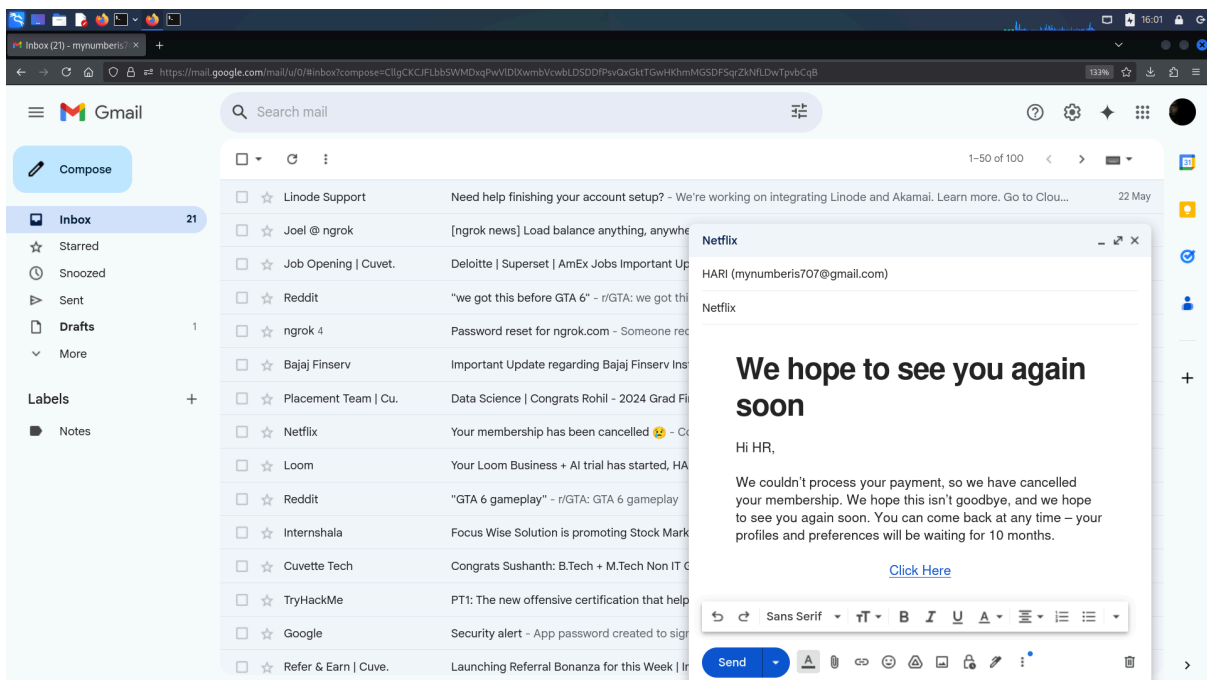 16:01
Inbox (21) - mynumberis7
https://mail.google.com/mail/u/0/#inbox?compose=
133%
Gmail
Search mail
Compose
1–50 of 100
31
Inbox 21
Starred
Snoozed
Sent
Drafts 1
More
Labels
Notes
Linode Support Need help finishing your account setup? - We're working on integrating Linode and Akamai. Learn more. Go to Clou... 22 May
Joel @ ngrok [ngrok news] Load balance anything, anywhe
Job Opening | Cuvet. Deloitte | Superset | AmEx Jobs Important Up
Reddit "we got this before GTA 6" - r/GTA: we got thi
ngrok 4 Password reset for ngrok.com - Someone rec
Bajaj Finserv Important Update regarding Bajaj Finserv Ins
Placement Team | Cu. Data Science | Congrats Rohil - 2024 Grad Fi
Netflix Your membership has been cancelled 😢 - Co
Loom Your Loom Business + AI trial has started, HA
Reddit "GTA 6 gameplay" - r/GTA: GTA 6 gameplay
Internshala Focus Wise Solution is promoting Stock Mark
Cuvette Tech Congrats Sushanth: B.Tech + M.Tech Non IT C
TryHackMe PT1: The new offensive certification that help
Google Security alert - App password created to sign
Refer & Earn | Cuve. Launching Referral Bonanza for this Week | In
Netflix
HARI (mynumberis707@gmail.com)
Netflix
We hope to see you again
soon
Hi HR,
We couldn't process your payment, so we have cancelled
your membership. We hope this isn't goodbye, and we hope
to see you again soon. You can come back at any time – your
profiles and preferences will be waiting for 10 months.
Click Here
Sans Serif
Send